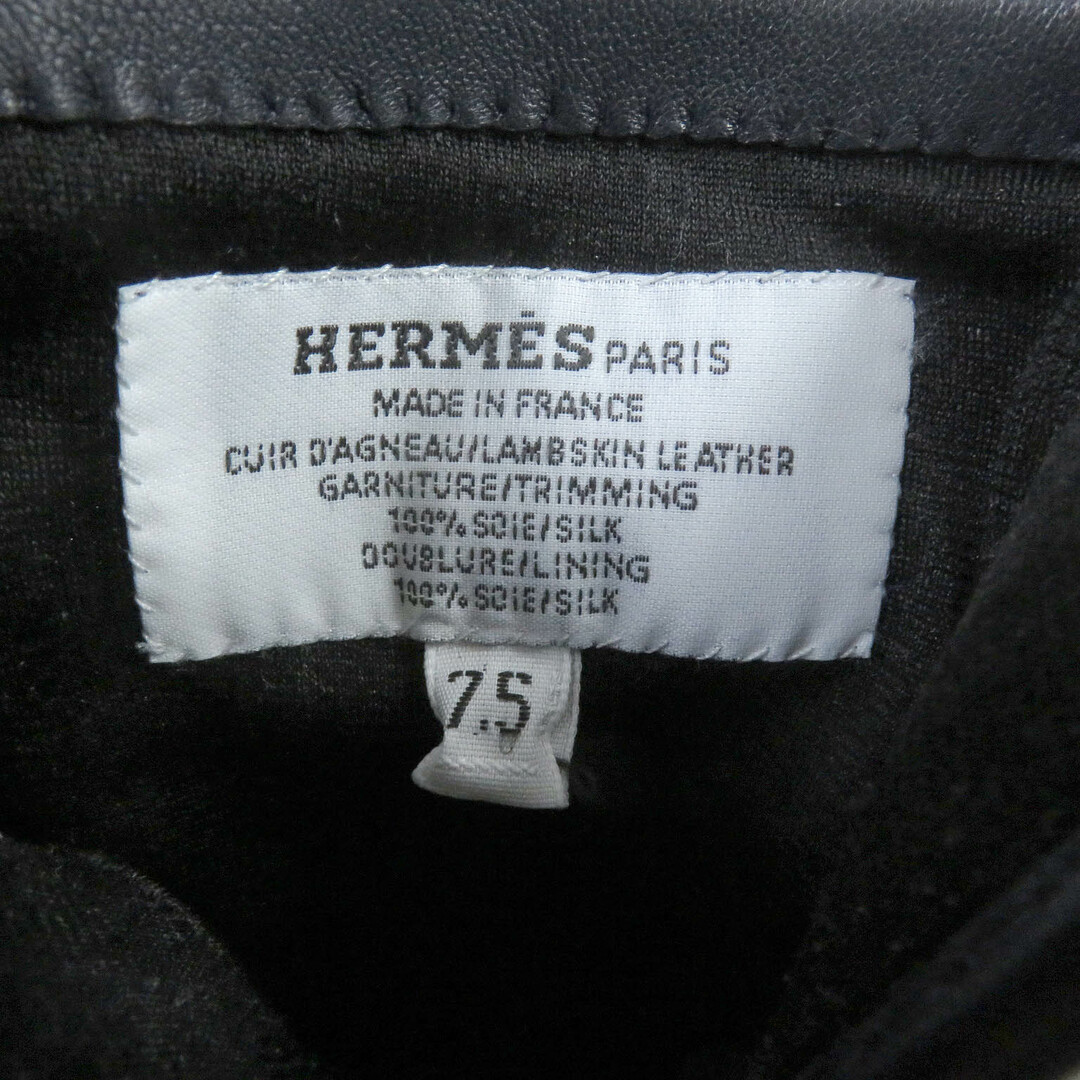 HERMÈS PARIS
MADE IN FRANCE
CUIR D'AGNEAU/LAMBSKIN LEATHER
GARNITURE/TRIMMING
100% SOIE/SILK
DOUBLURE/LINING
100% SOIE/SILK
7.5